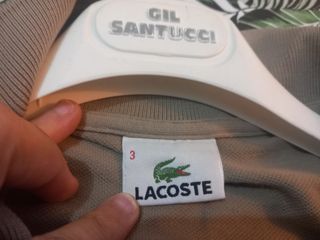 GIL
SANTUCCI
3
LACOSTE